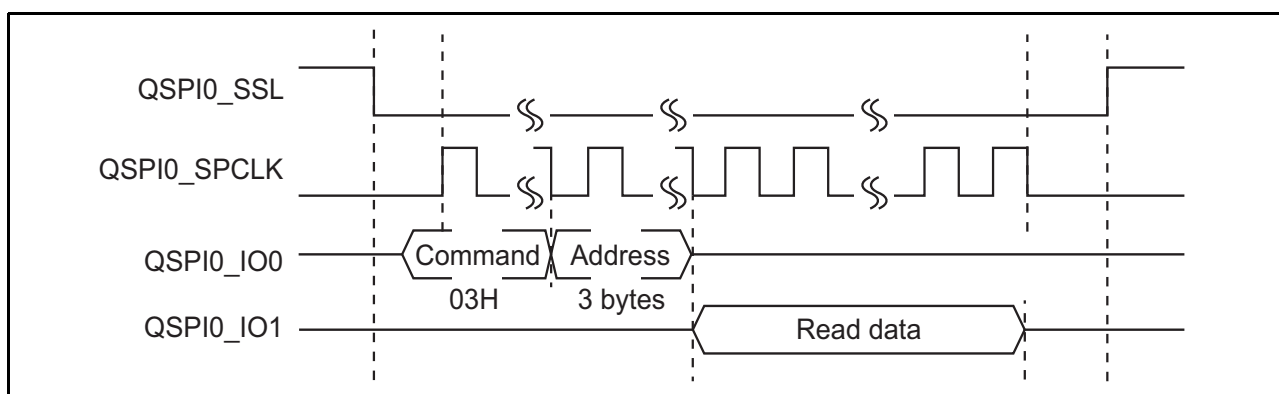 QSPI0_SSL
QSPI0_SPCLK
QSPI0_IO0
Command Address
03H 3 bytes
QSPI0_IO1
Read data